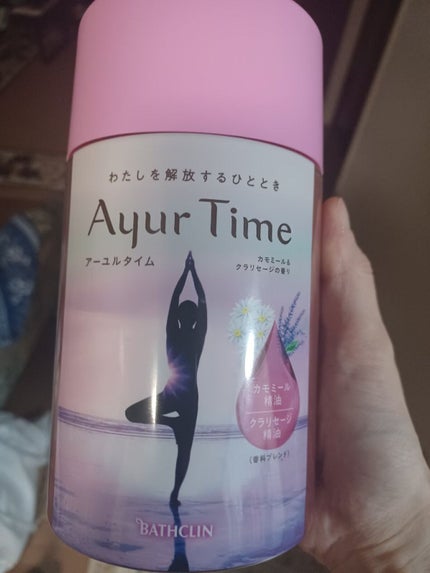 わたしを解放するひととき
Ayur Time
アーユルタイム
カモミール&
クラリセージの香り
カモミール
精油
クラリセージ
精油
(香料ブレンド)
BATHCLIN